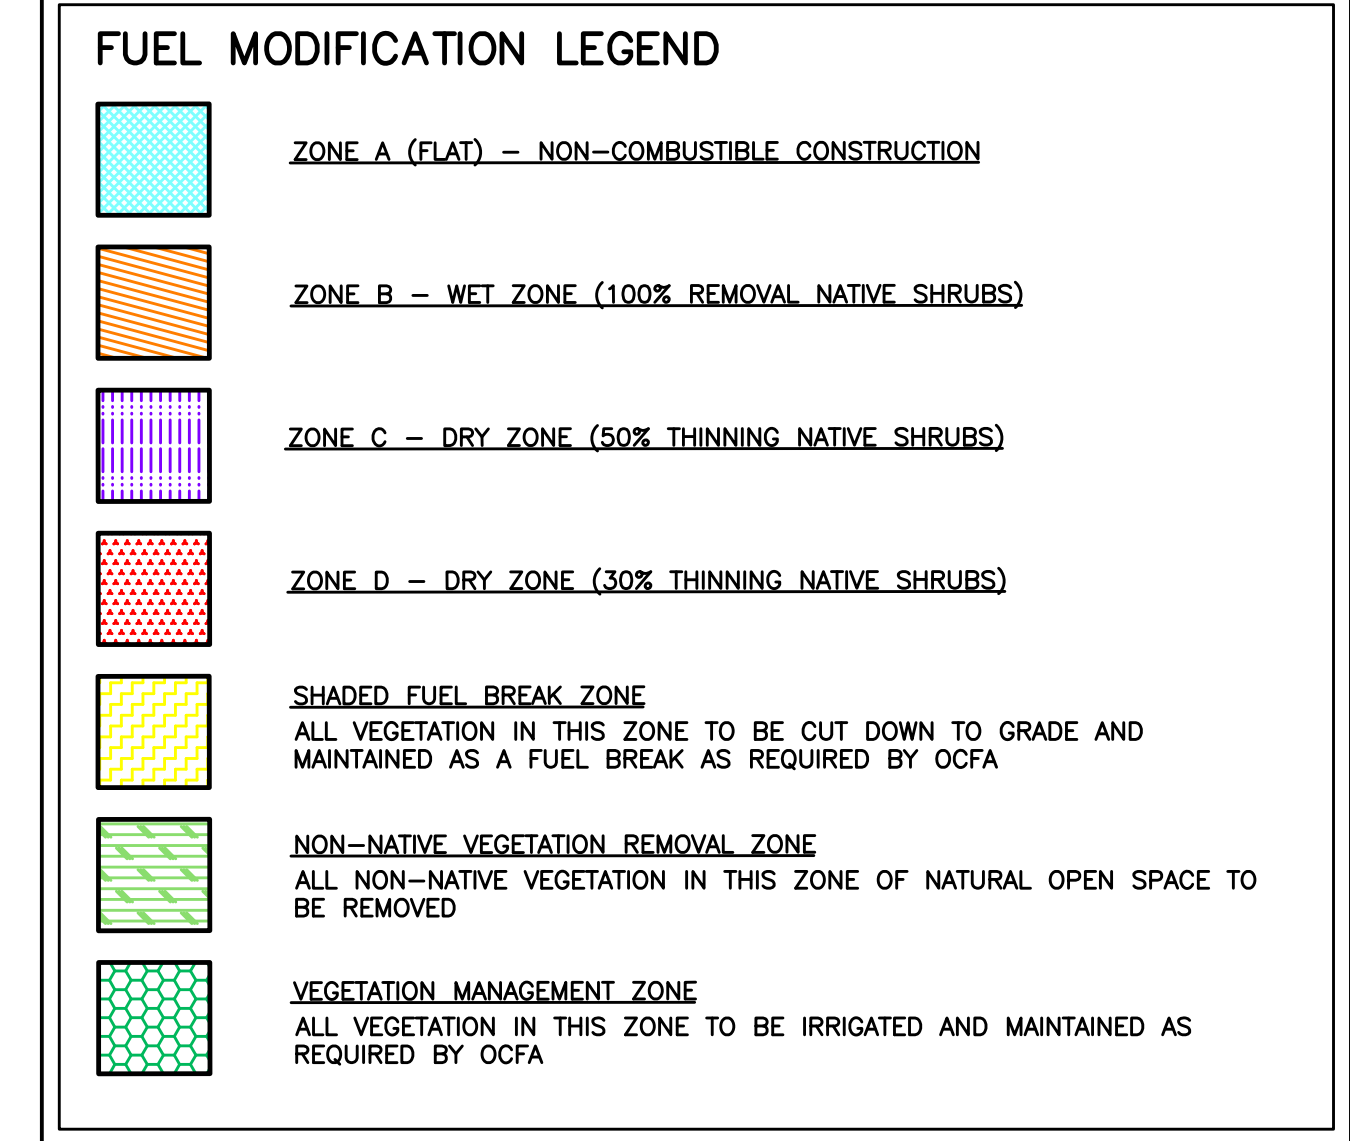 FUEL MODIFICATION LEGEND
ZONE A (FLAT) – NON–COMBUSTIBLE CONSTRUCTION
ZONE B – WET ZONE (100% REMOVAL NATIVE SHRUBS)
ZONE C – DRY ZONE (50% THINNING NATIVE SHRUBS)
ZONE D – DRY ZONE (30% THINNING NATIVE SHRUBS)
SHADED FUEL BREAK ZONE
ALL VEGETATION IN THIS ZONE TO BE CUT DOWN TO GRADE AND
MAINTAINED AS A FUEL BREAK AS REQUIRED BY OCFA
NON–NATIVE VEGETATION REMOVAL ZONE
ALL NON–NATIVE VEGETATION IN THIS ZONE OF NATURAL OPEN SPACE TO
BE REMOVED
VEGETATION MANAGEMENT ZONE
ALL VEGETATION IN THIS ZONE TO BE IRRIGATED AND MAINTAINED AS
REQUIRED BY OCFA